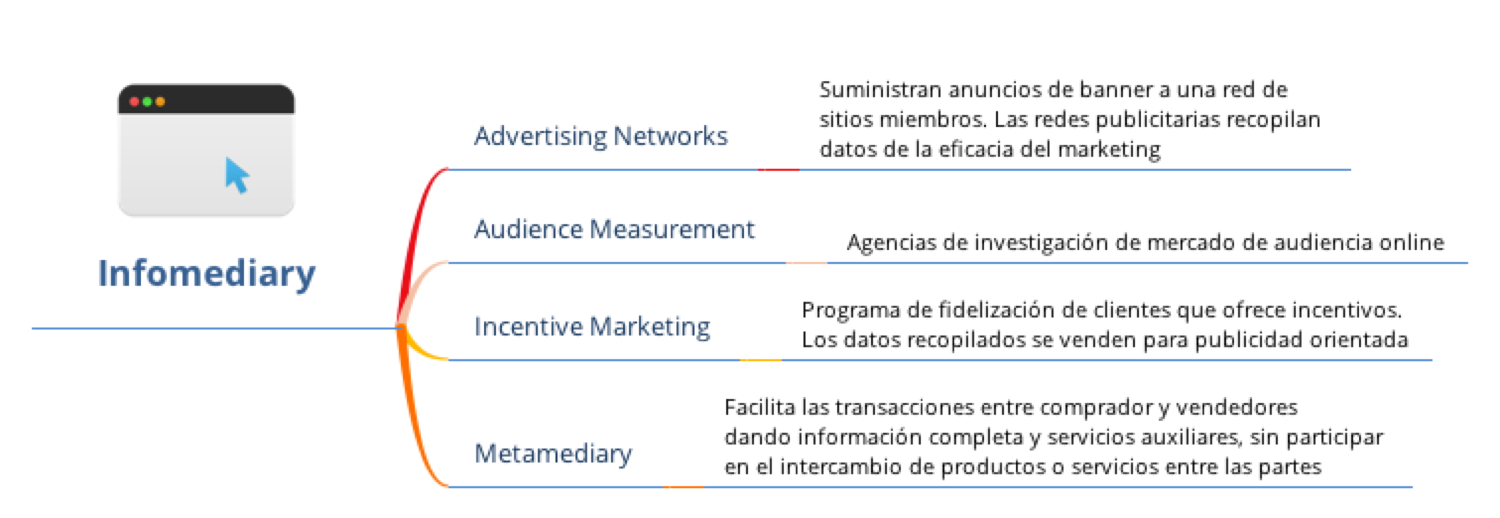 Infomediary
Advertising Networks
Suministran anuncios de banner a una red de
sitios miembros. Las redes publicitarias recopilan
datos de la eficacia del marketing
Audience Measurement
Agencias de investigación de mercado de audiencia online
Incentive Marketing
Programa de fidelización de clientes que ofrece incentivos.
Los datos recopilados se venden para publicidad orientada
Metamediary
Facilita las transacciones entre comprador y vendedores
dando información completa y servicios auxiliares, sin participar
en el intercambio de productos o servicios entre las partes